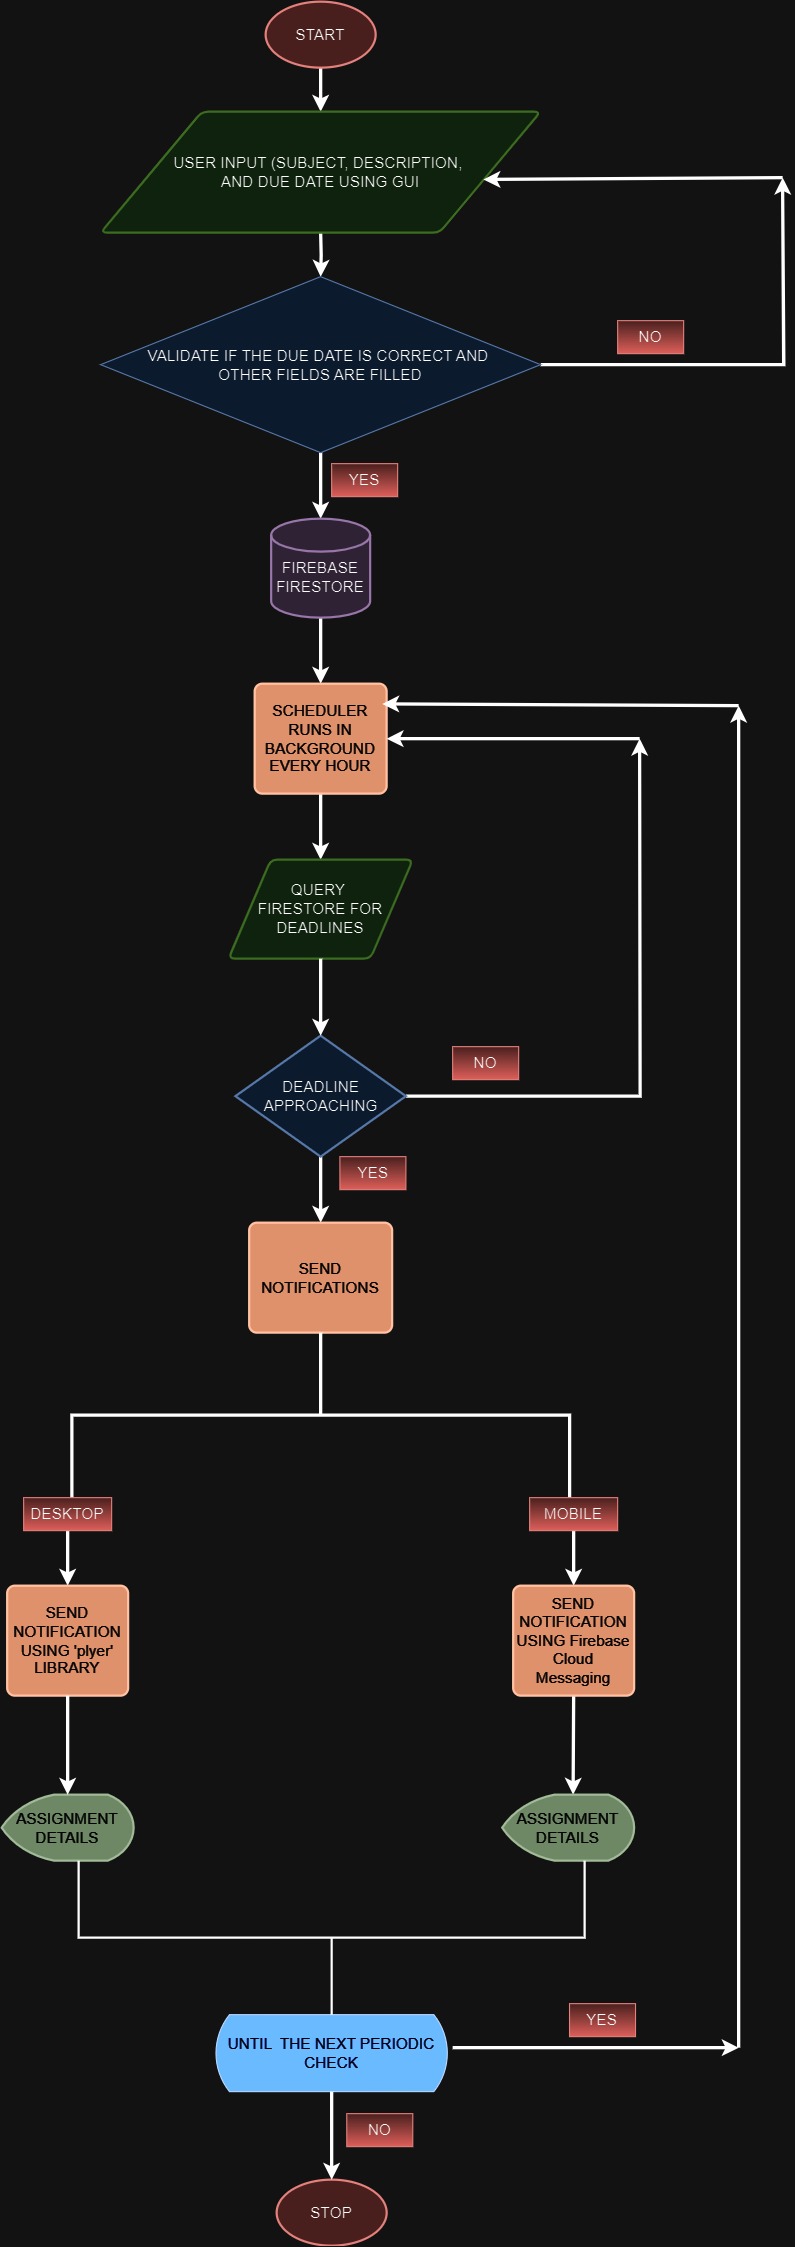 START
USER INPUT (SUBJECT, DESCRIPTION,
AND DUE DATE USING GUI
VALIDATE IF THE DUE DATE IS CORRECT AND
OTHER FIELDS ARE FILLED
NO
YES
FIREBASE
FIRESTORE
SCHEDULER
RUNS IN
BACKGROUND
EVERY HOUR
QUERY
FIRESTORE FOR
DEADLINES
DEADLINE
APPROACHING
NO
YES
SEND
NOTIFICATIONS
DESKTOP
MOBILE
SEND
NOTIFICATION
USING 'plyer'
LIBRARY
SEND
NOTIFICATION
USING Firebase
Cloud
Messaging
ASSIGNMENT
DETAILS
ASSIGNMENT
DETAILS
UNTIL THE NEXT PERIODIC
CHECK
YES
NO
STOP